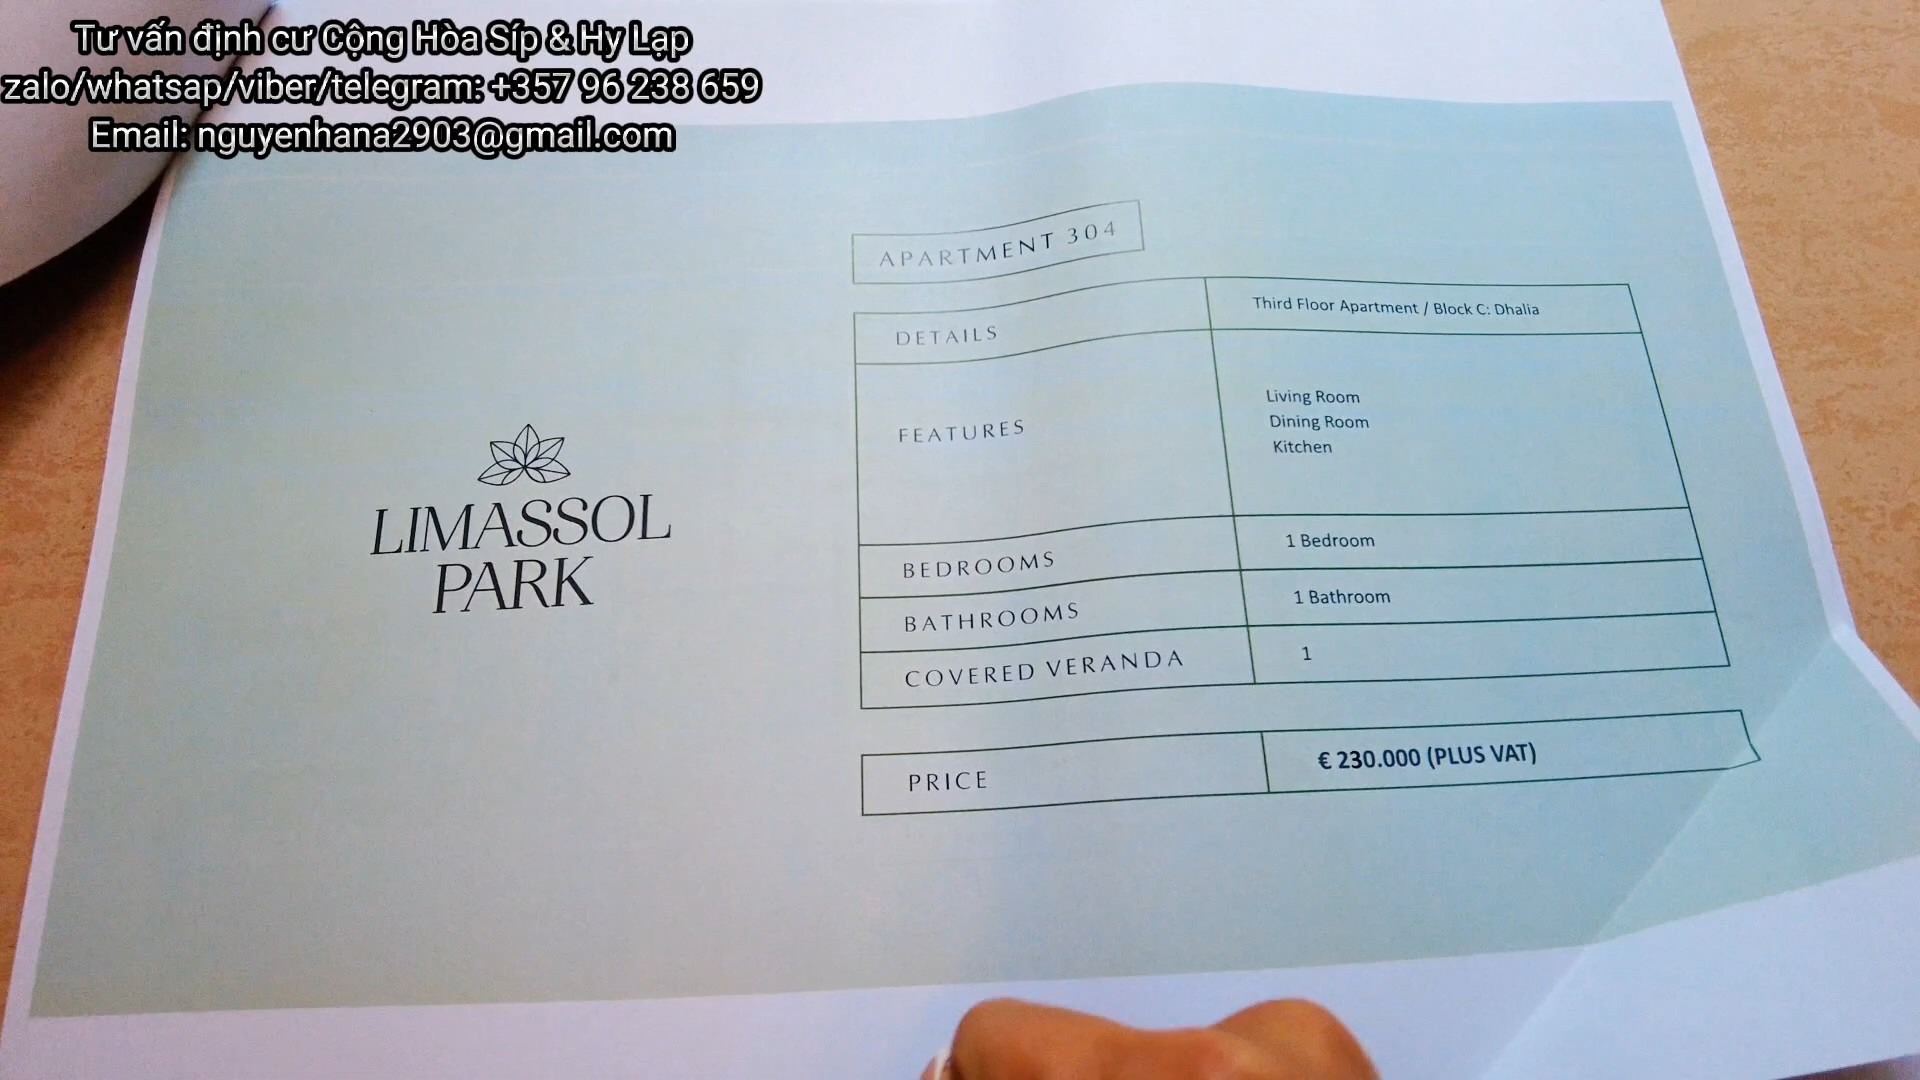 Tư vấn định cư Cộng Hòa Síp & Hy Lạp
zalo/whatsap/viber/telegram: +357 96 238 659
Email: nguyenhana2903@gmail.com
LIMASSOL
PARK
APARTMENT 304
DETAILS Third Floor Apartment / Block C: Dhalia
FEATURES
Living Room
Dining Room
Kitchen
BEDROOMS 1 Bedroom
BATHROOMS 1 Bathroom
COVERED VERANDA 1
PRICE € 230.000 (PLUS VAT)